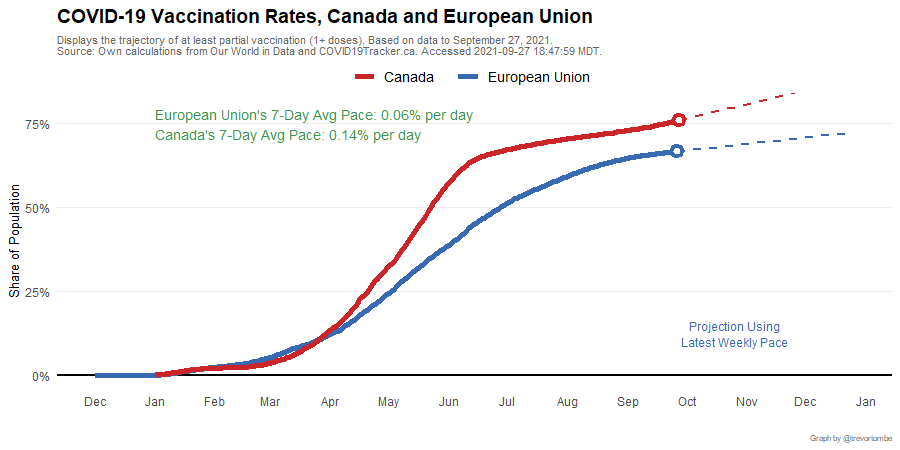 COVID-19 Vaccination Rates, Canada and European Union
Displays the trajectory of at least partial vaccination (1+ doses). Based on data to September 27, 2021.
Source: Own calculations from Our World in Data and COVID19Tracker.ca. Accessed 2021-09-27 18:47:59 MDT.
Canada European Union
European Union's 7-Day Avg Pace: 0.06% per day
Canada's 7-Day Avg Pace: 0.14% per day
75%
50%
25%
0%
Share of Population
Projection Using
Latest Weekly Pace
Dec Jan Feb Mar Apr May Jun Jul Aug Sep Oct Nov Dec Jan
Graph by @trevortombe